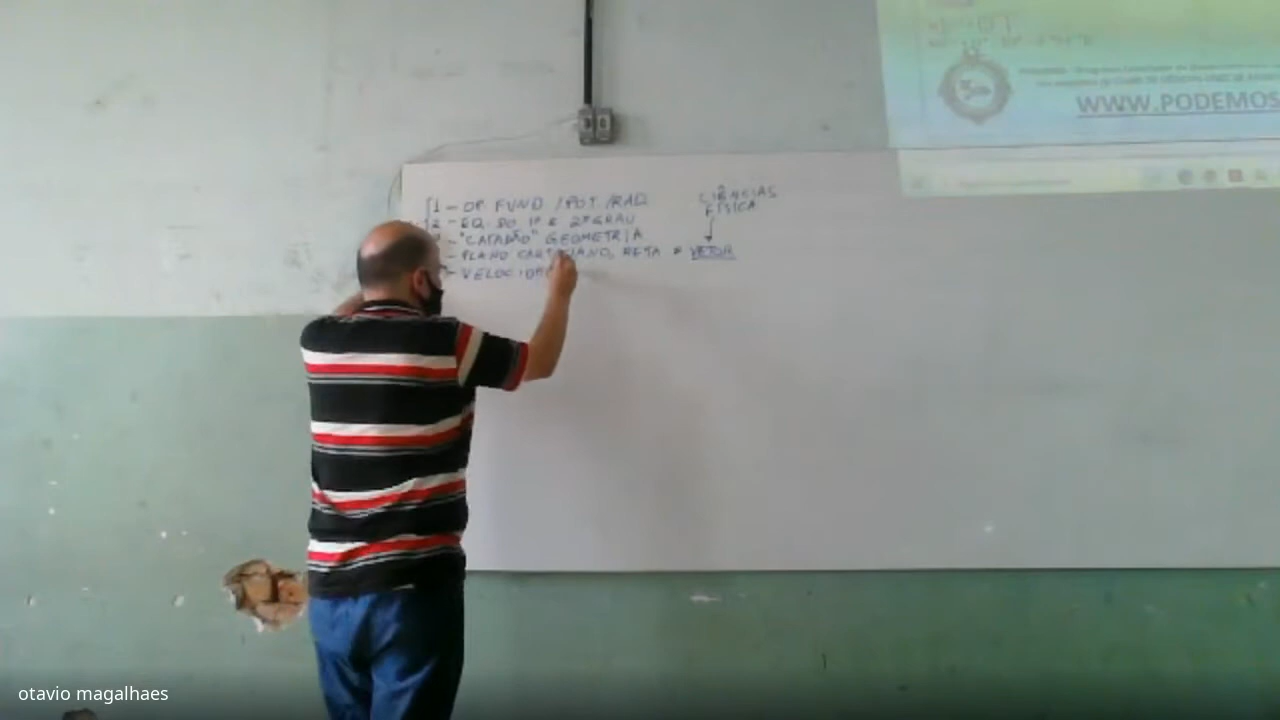 WWW.PODEMOS
1 - OP. FUND / POT. / RAD
CIÊNCIAS
FÍSICA
2 - EQ. DO 1º E 2º GRAU
- "CATADÃO" GEOMETRIA
- PLANO CARTESIANO, RETA E VETOR
- VELOCIDA
otavio magalhaes